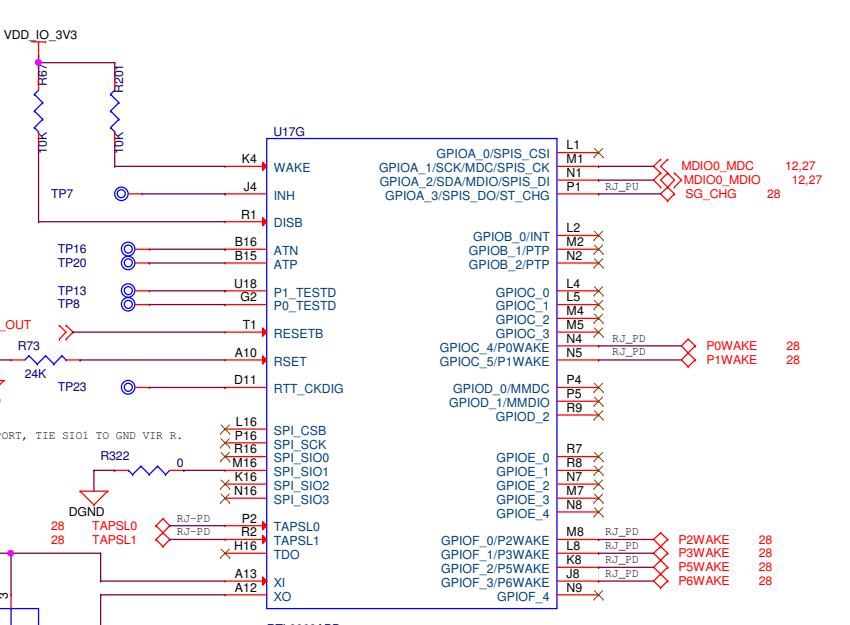 VDD_IO_3V3
R67
R201
10K
10K
U17G
K4 WAKE
TP7 J4 INH
R1 DISB
TP16 B16 ATN
TP20 B15 ATP
TP13 U18 P1_TESTD
TP8 G2 P0_TESTD
_OUT T1 RESETB
R73 24K A10 RSET
TP23 D11 RTT_CKDIG
PORT, TIE SIO1 TO GND VIR R.
L16 SPI_CSB
P16 SPI_SCK
R16 SPI_SIO0
R322 0 M16 SPI_SIO1
K16 SPI_SIO2
N16 SPI_SIO3
DGND
28 TAPSL0 RJ-PD P2 TAPSL0
28 TAPSL1 RJ-PD R2 TAPSL1
H16 TDO
A13 XI
A12 XO
3
GPIOA_0/SPIS_CSI L1
GPIOA_1/SCK/MDC/SPIS_CK M1 MDIO0_MDC 12,27
GPIOA_2/SDA/MDIO/SPIS_DI N1 MDIO0_MDIO 12,27
GPIOA_3/SPIS_DO/ST_CHG P1 RJ_PU SG_CHG 28
GPIOB_0/INT L2
GPIOB_1/PTP M2
GPIOB_2/PTP N2
GPIOC_0 L4
GPIOC_1 L5
GPIOC_2 M4
GPIOC_3 M5
GPIOC_4/P0WAKE N4 RJ_PD P0WAKE 28
GPIOC_5/P1WAKE N5 RJ_PD P1WAKE 28
GPIOD_0/MMDC P4
GPIOD_1/MMDIO P5
GPIOD_2 R9
GPIOE_0 R7
GPIOE_1 R8
GPIOE_2 N7
GPIOE_3 M7
GPIOE_4 N8
GPIOF_0/P2WAKE M8 RJ_PD P2WAKE 28
GPIOF_1/P3WAKE L8 RJ_PD P3WAKE 28
GPIOF_2/P5WAKE K8 RJ_PD P5WAKE 28
GPIOF_3/P6WAKE J8 RJ_PD P6WAKE 28
GPIOF_4 N9